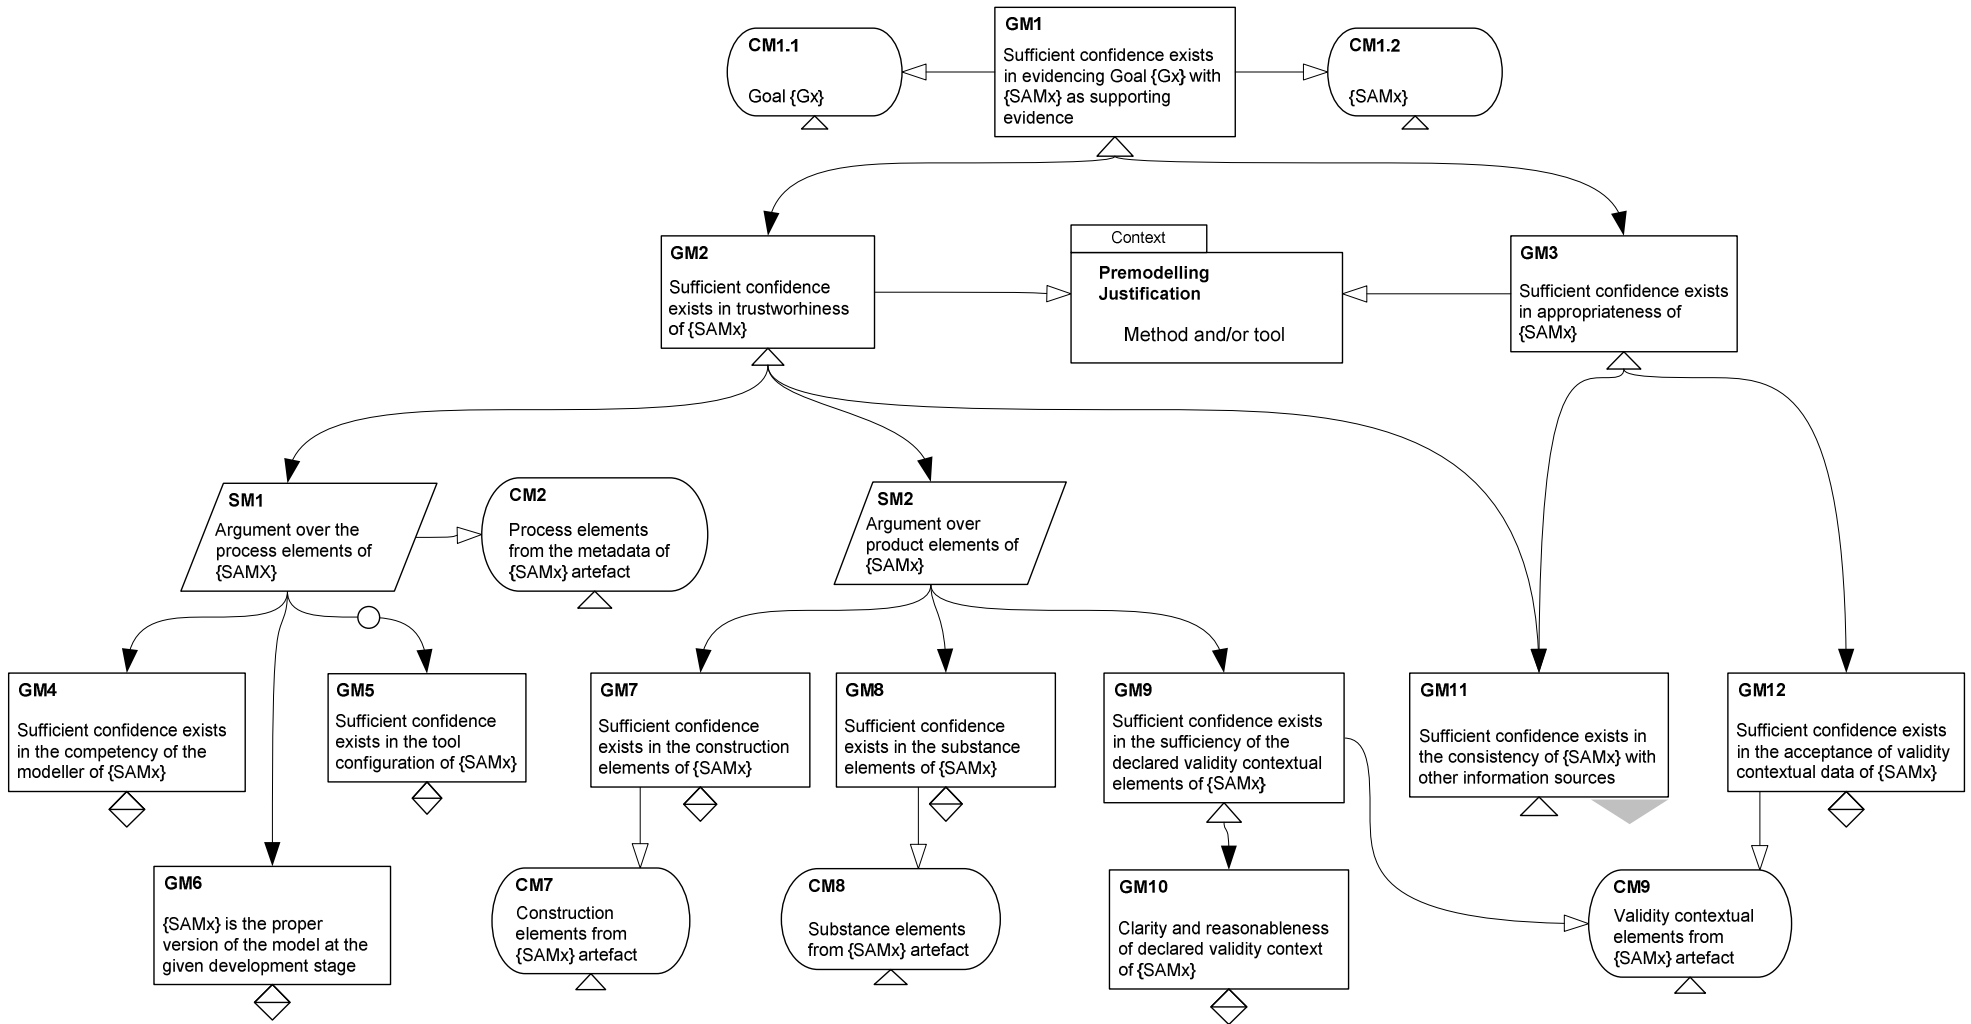 GM1
Sufficient confidence exists
in evidencing Goal {Gx} with
{SAMx} as supporting
evidence
CM1.1
Goal {Gx}
CM1.2
{SAMx}
GM2
Sufficient confidence
exists in trustworhiness
of {SAMx}
Context
Premodelling
Justification
Method and/or tool
GM3
Sufficient confidence exists
in appropriateness of
{SAMx}
SM1
Argument over the
process elements of
{SAMX}
CM2
Process elements
from the metadata of
{SAMx} artefact
SM2
Argument over
product elements of
{SAMx}
GM4
Sufficient confidence exists
in the competency of the
modeller of {SAMx}
GM5
Sufficient confidence
exists in the tool
configuration of {SAMx}
GM7
Sufficient confidence
exists in the construction
elements of {SAMx}
GM8
Sufficient confidence
exists in the substance
elements of {SAMx}
GM9
Sufficient confidence exists
in the sufficiency of the
declared validity contextual
elements of {SAMx}
GM11
Sufficient confidence exists in
the consistency of {SAMx} with
other information sources
GM12
Sufficient confidence exists
in the acceptance of validity
contextual data of {SAMx}
GM6
{SAMx} is the proper
version of the model at the
given development stage
CM7
Construction
elements from
{SAMx} artefact
CM8
Substance elements
from {SAMx} artefact
GM10
Clarity and reasonableness
of declared validity context
of {SAMx}
CM9
Validity contextual
elements from
{SAMx} artefact